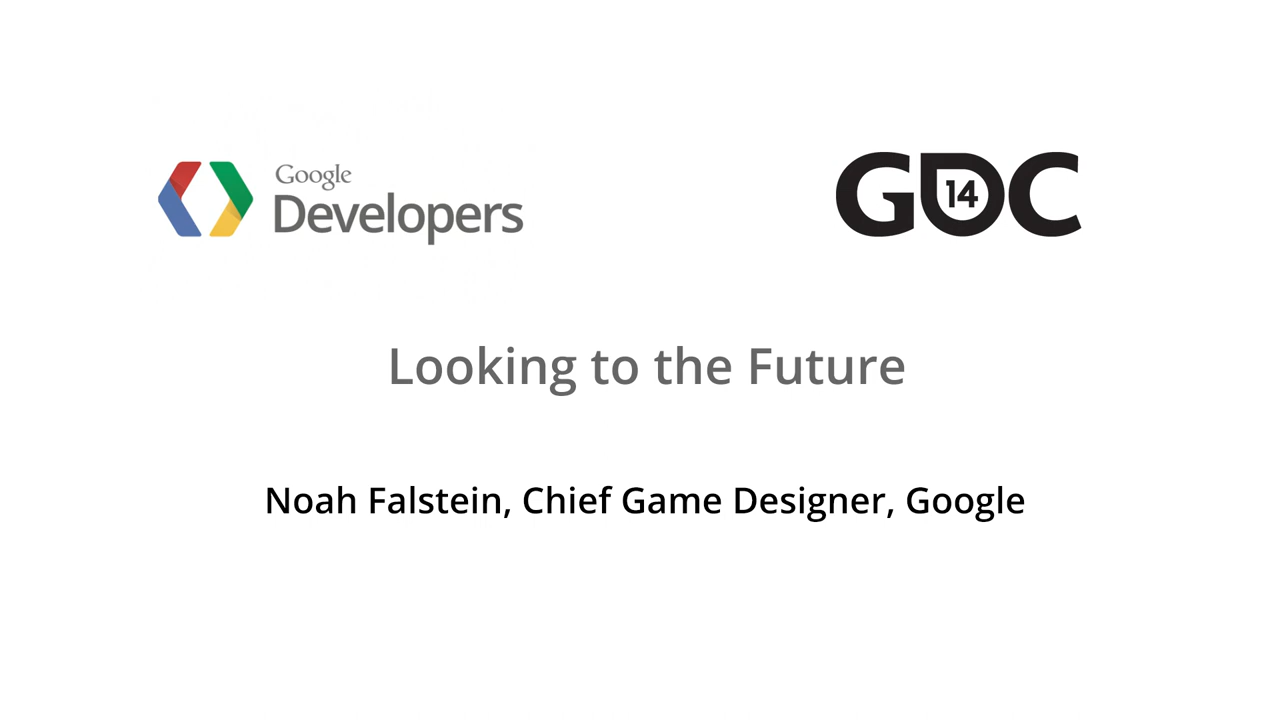 Google
Developers
GDC
14
Looking to the Future
Noah Falstein, Chief Game Designer, Google